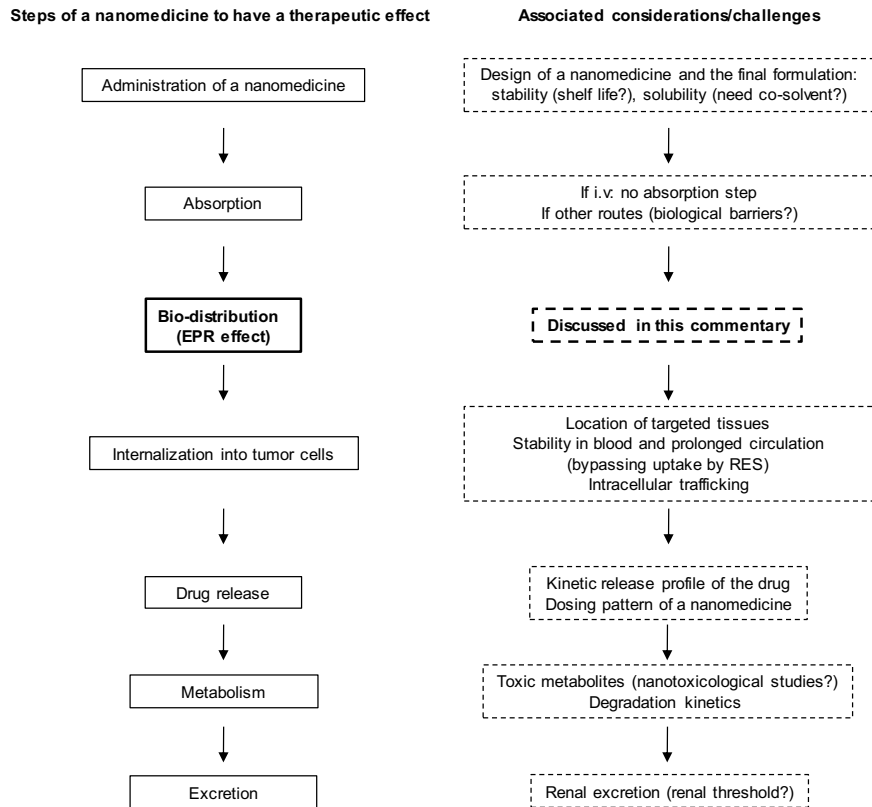 Steps of a nanomedicine to have a therapeutic effect
Associated considerations/challenges
Administration of a nanomedicine
Design of a nanomedicine and the final formulation:
stability (shelf life?), solubility (need co-solvent?)
Absorption
If i.v: no absorption step
If other routes (biological barriers?)
Bio-distribution
(EPR effect)
Discussed in this commentary
Internalization into tumor cells
Location of targeted tissues
Stability in blood and prolonged circulation
(bypassing uptake by RES)
Intracellular trafficking
Drug release
Kinetic release profile of the drug
Dosing pattern of a nanomedicine
Metabolism
Toxic metabolites (nanotoxicological studies?)
Degradation kinetics
Excretion
Renal excretion (renal threshold?)